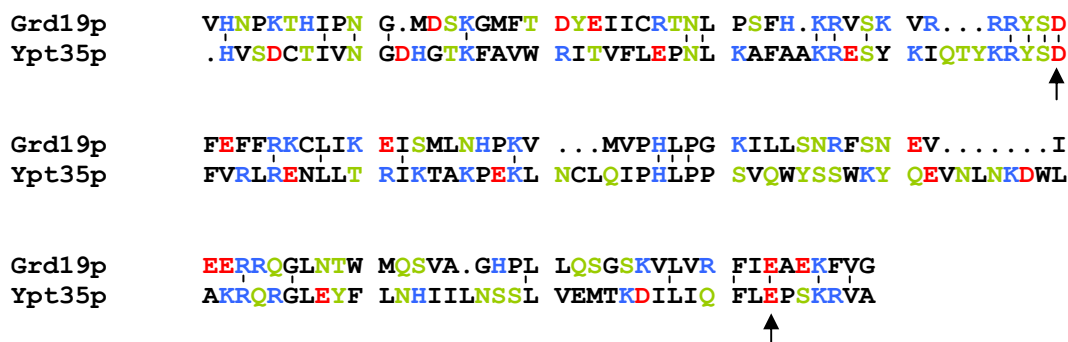 Grd19p VHNPKTHIPN G.MDSKGMFT DYEIICRTNL PSFH.KRVSK VR...RRYSD
Ypt35p .HVSDCTIVN GDHGTKFAVW RITVFLEPNL KAFAAKRESY KIQTYKRYSD
Grd19p FEFFRKCLIK EISMLNHPKV ...MVPHLPG KILLSNRFSN EV.......I
Ypt35p FVRLRENLLT RIKTAKPEKL NCLQIPHLPP SVQWYSSWKY QEVNLNKDWL
Grd19p EERRQGLNTW MQSVA.GHPL LQSGSKVLVR FIEAEKFVG
Ypt35p AKRQRGLEYF LNHIILNSSL VEMTKDILIQ FLEPSKRVA